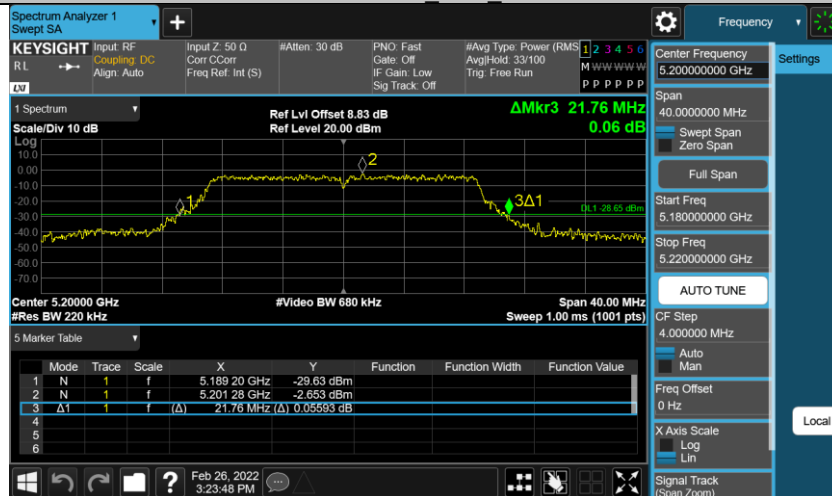 Spectrum Analyzer 1
Swept SA
+
Frequency
KEYSIGHT
RL
LXI
Input: RF
Coupling: DC
Align: Auto
Input Z: 50 Ω
Corr CCorr
Freq Ref: Int (S)
#Atten: 30 dB
PNO: Fast
Gate: Off
IF Gain: Low
Sig Track: Off
#Avg Type: Power (RMS
Avg|Hold: 33/100
Trig: Free Run
1 2 3 4 5 6
M W W W W W
P P P P P P
1 Spectrum
Scale/Div 10 dB
Ref Lvl Offset 8.83 dB
Ref Level 20.00 dBm
ΔMkr3 21.76 MHz
0.06 dB
Log
10.0
0.00
-10.0
-20.0
-30.0
-40.0
-50.0
-60.0
-70.0
1
2
3Δ1
DL1 -28.65 dBm
Center 5.20000 GHz
#Video BW 680 kHz
Span 40.00 MHz
#Res BW 220 kHz
Sweep 1.00 ms (1001 pts)
5 Marker Table
Mode Trace Scale X Y Function Function Width Function Value
1 N 1 f 5.189 20 GHz -29.63 dBm
2 N 1 f 5.201 28 GHz -2.653 dBm
3 Δ1 1 f (Δ) 21.76 MHz (Δ) 0.05593 dB
4
5
6
?
Feb 26, 2022
3:23:48 PM
Center Frequency
5.200000000 GHz
Settings
Span
40.0000000 MHz
Swept Span
Zero Span
Full Span
Start Freq
5.180000000 GHz
Stop Freq
5.220000000 GHz
AUTO TUNE
CF Step
4.000000 MHz
Auto
Man
Freq Offset
0 Hz
Local
X Axis Scale
Log
Lin
Signal Track
(Span Zoom)